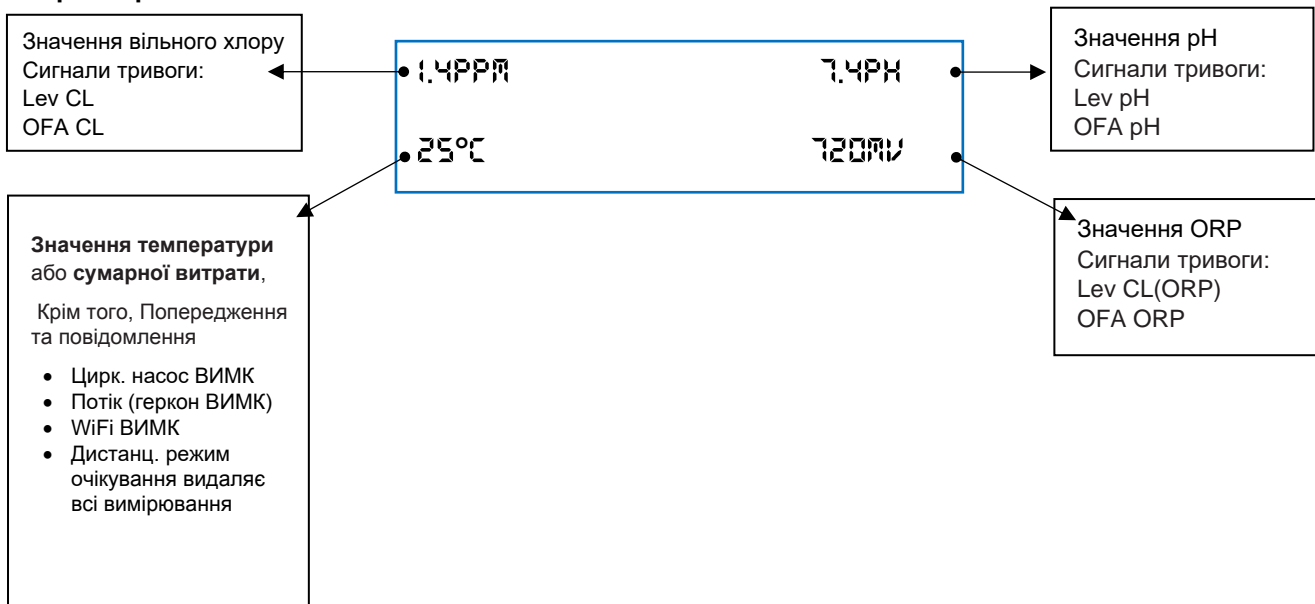 Значення вільного хлору
Сигнали тривоги:
Lev CL
OFA CL
1.4PPM
7.4PH
25°C
720MV
Значення pH
Сигнали тривоги:
Lev pH
OFA pH
Значення температури
або сумарної витрати,
Крім того, Попередження
та повідомлення
• Цирк. насос ВИМК
• Потік (геркон ВИМК)
• WiFi ВИМК
• Дистанц. режим
очікування видаляє
всі вимірювання
Значення ORP
Сигнали тривоги:
Lev CL(ORP)
OFA ORP